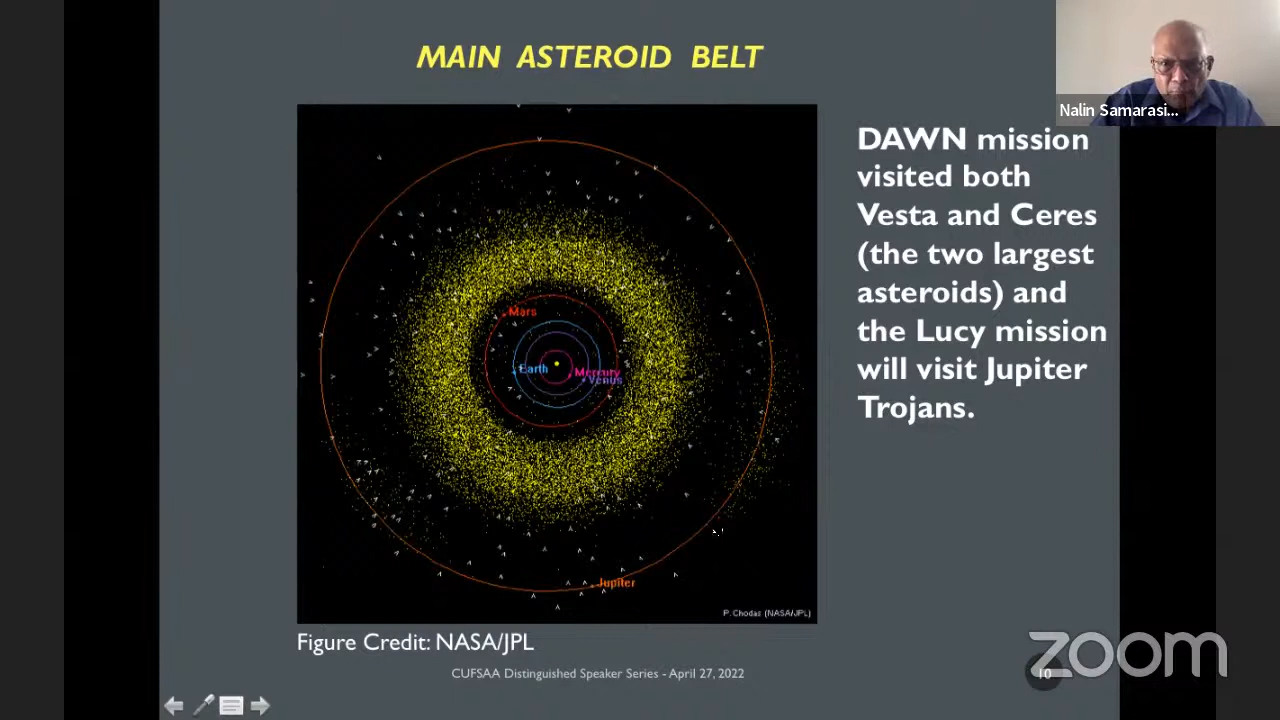 MAIN ASTEROID BELT
Nalin Samarasi...
DAWN mission
visited both
Vesta and Ceres
(the two largest
asteroids) and
the Lucy mission
will visit Jupiter
Trojans.
Mars
Earth
Mercury
Venus
Jupiter
P. Chodas (NASA/JPL)
Figure Credit: NASA/JPL
CUFSAA Distinguished Speaker Series - April 27, 2022
10
zoom